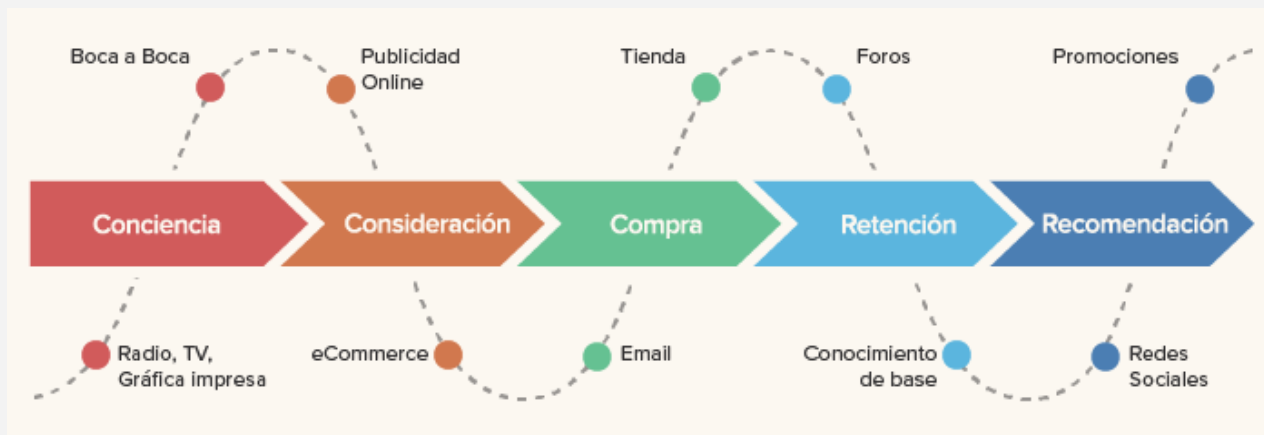 Boca a Boca
Publicidad
Online
Tienda
Foros
Promociones
Conciencia
Consideración
Compra
Retención
Recomendación
Radio, TV,
Gráfica impresa
eCommerce
Email
Conocimiento
de base
Redes
Sociales